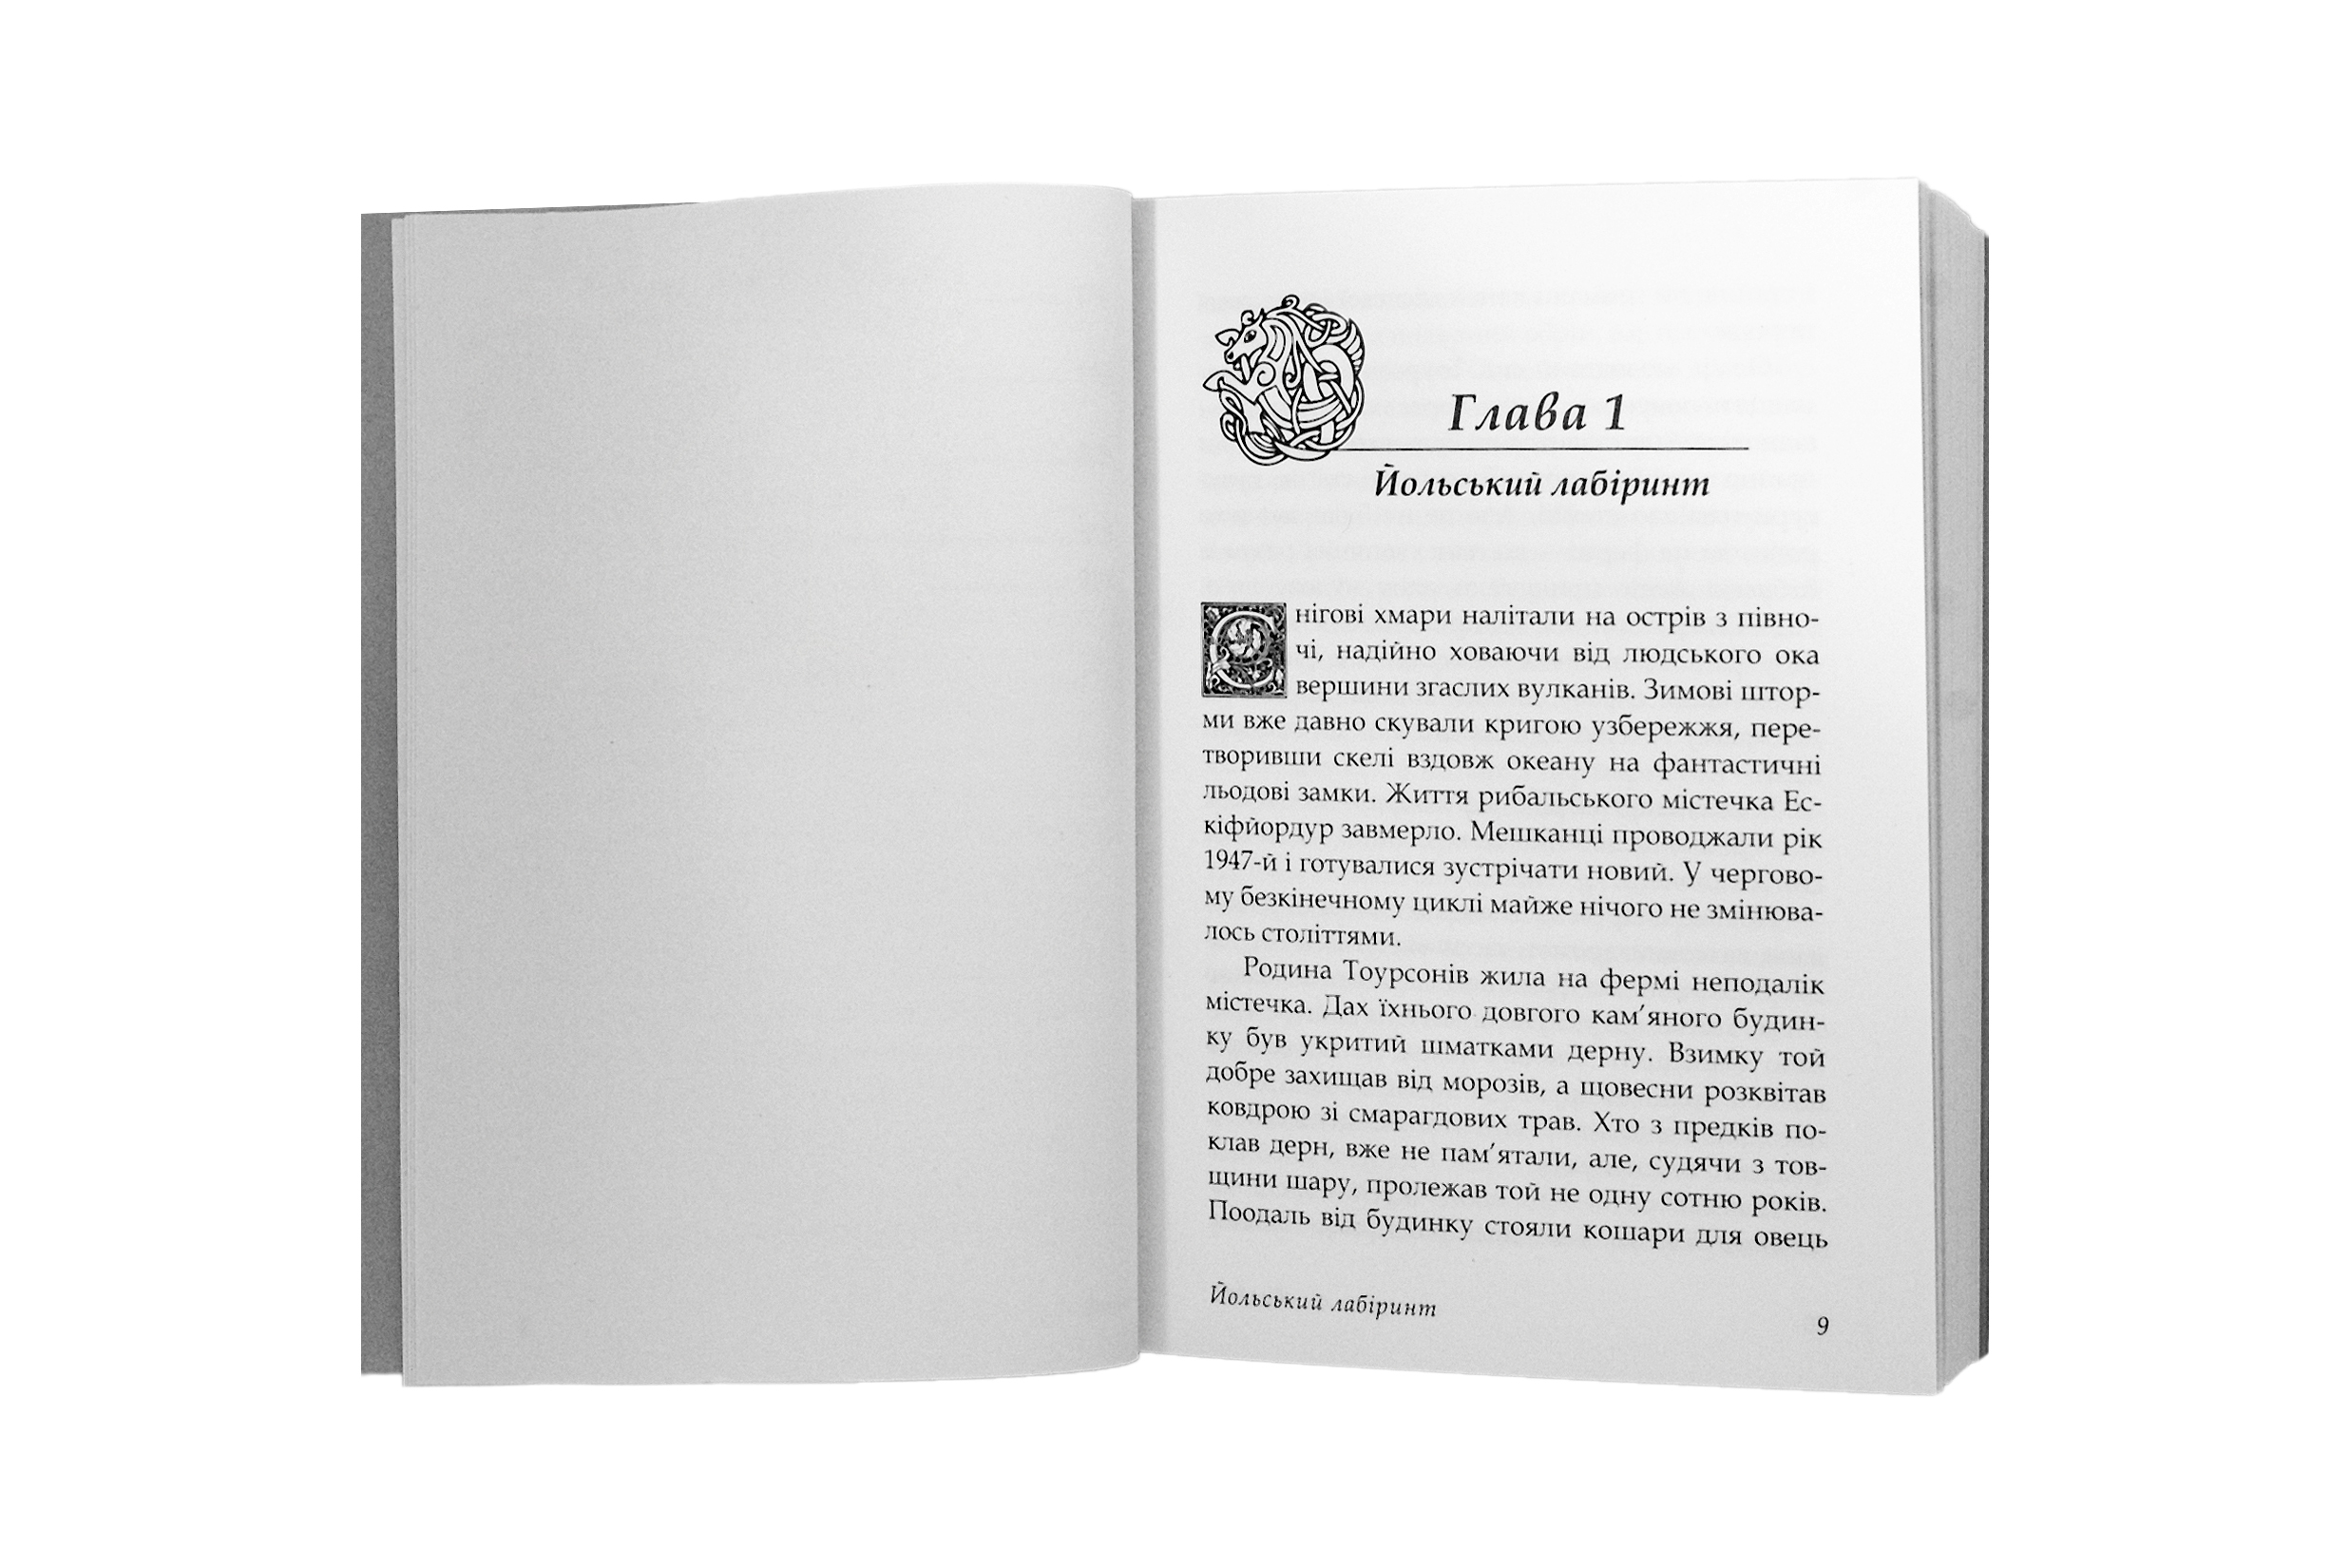 Глава 1
Йольський лабіринт
Снігові хмари налітали на острів з півно-
чі, надійно ховаючи від людського ока
вершини згаслих вулканів. Зимові штор-
ми вже давно скували кригою узбережжя, пере-
творивши скелі вздовж океану на фантастичні
льодові замки. Життя рибальського містечка Ес-
кіфйордур завмерло. Мешканці проводжали рік
1947-й і готувалися зустрічати новий. У чергово-
му безкінечному циклі майже нічого не змінюва-
лось століттями.
Родина Тоурсонів жила на фермі неподалік
містечка. Дах їхнього довгого кам’яного будин-
ку був укритий шматками дерну. Взимку той
добре захищав від морозів, а щовесни розквітав
ковдрою зі смарагдових трав. Хто з предків по-
клав дерн, вже не пам’ятали, але, судячи з тов-
щини шару, пролежав той не одну сотню років.
Поодаль від будинку стояли кошари для овець
Йольський лабіринт
9